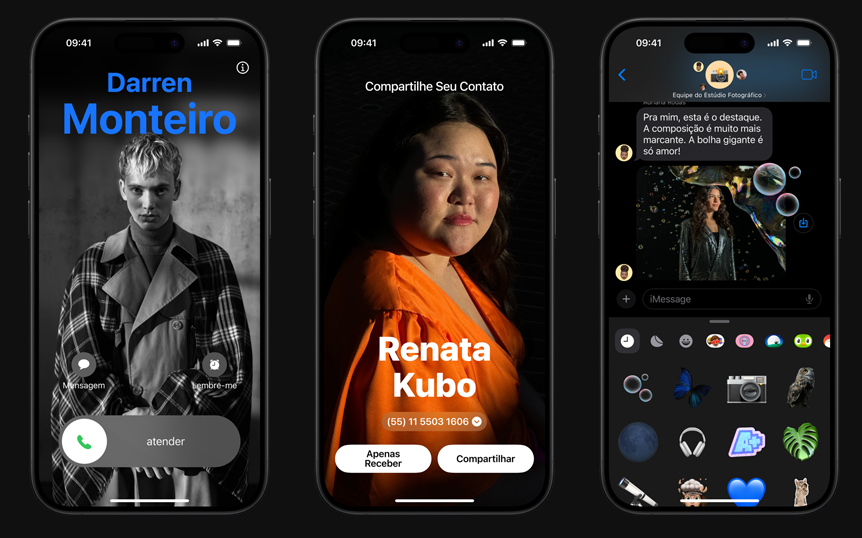 09:41
Darren
Monteiro
Mensagem
Lembre-me
atender
09:41
Compartilhe Seu Contato
Renata
Kubo
(55) 11 5503 1606
Apenas
Receber
Compartilhar
09:41
Equipe do Estúdio Fotográfico
Adriana Rodas
Pra mim, esta é o destaque.
A composição é muito mais
marcante. A bolha gigante é
só amor!
iMessage
A+